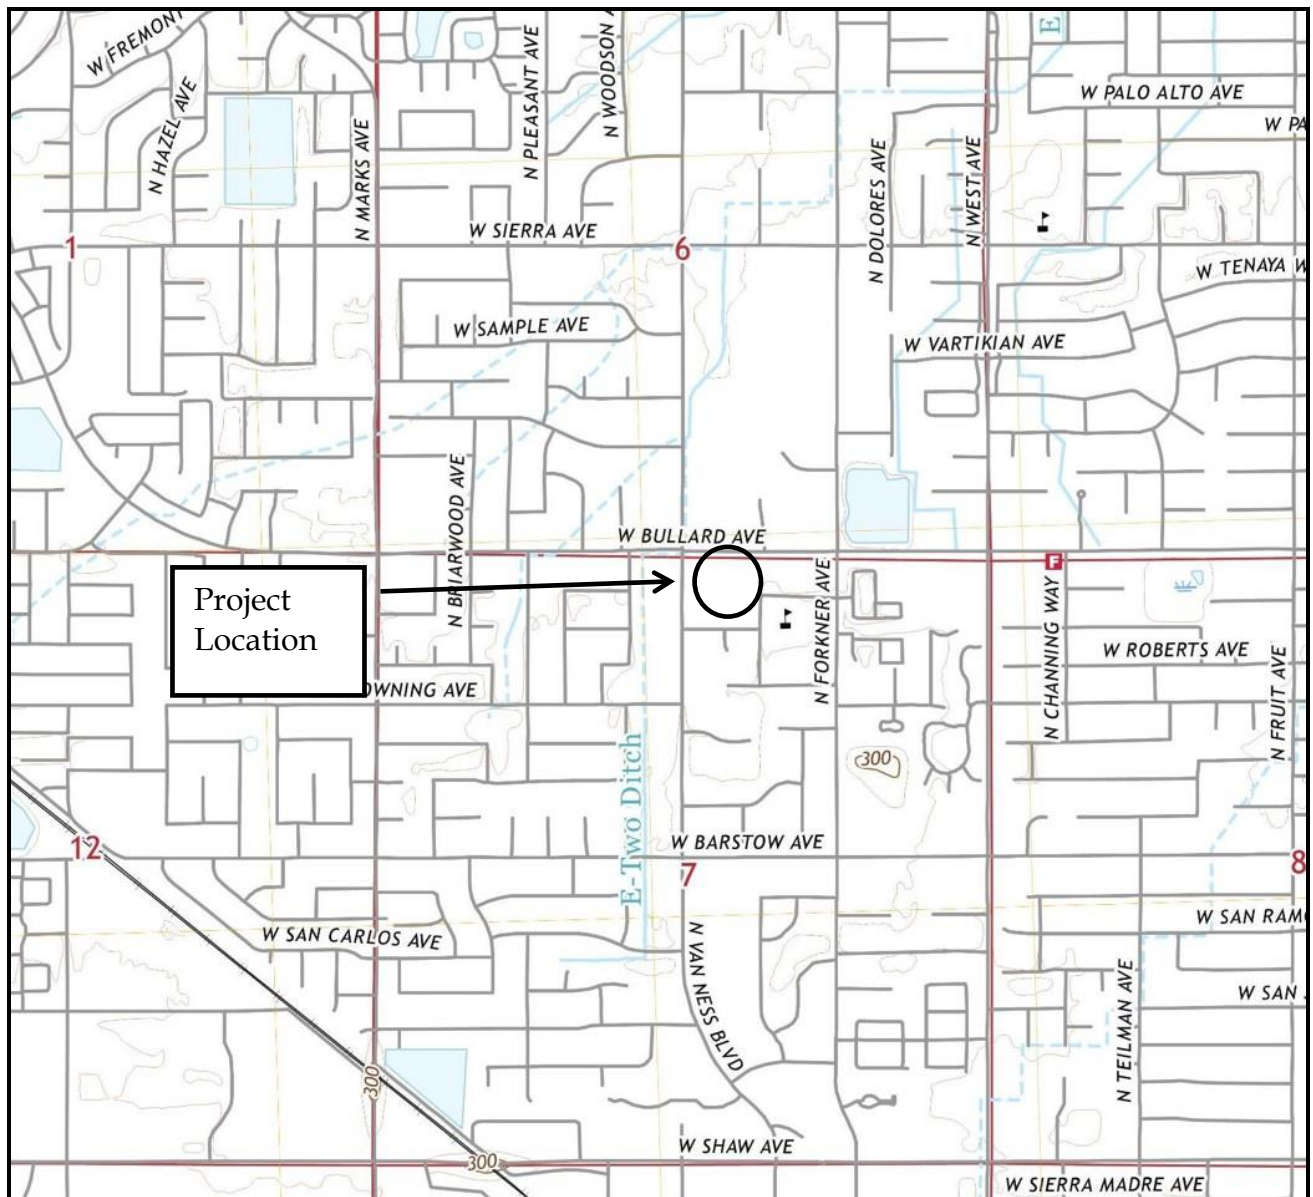 W FREMONT
N HAZEL AVE
N MARKS AVE
N PLEASANT AVE
N WOODSON A
E
W PALO ALTO AVE
W PA
N DOLORES AVE
N WEST AVE
W SIERRA AVE
1
6
W TENAYA W
W SAMPLE AVE
W VARTIKIAN AVE
N BRIARWOOD AVE
W BULLARD AVE
F
Project
Location
N FORKNER AVE
N CHANNING WAY
W ROBERTS AVE
N FRUIT AVE
OWNING AVE
E-Two Ditch
300
W BARSTOW AVE
12
7
8
W SAN CARLOS AVE
N VAN NESS BLVD
W SAN RAMO
N TEILMAN AVE
W SAN
300
W SHAW AVE
300
W SIERRA MADRE AVE